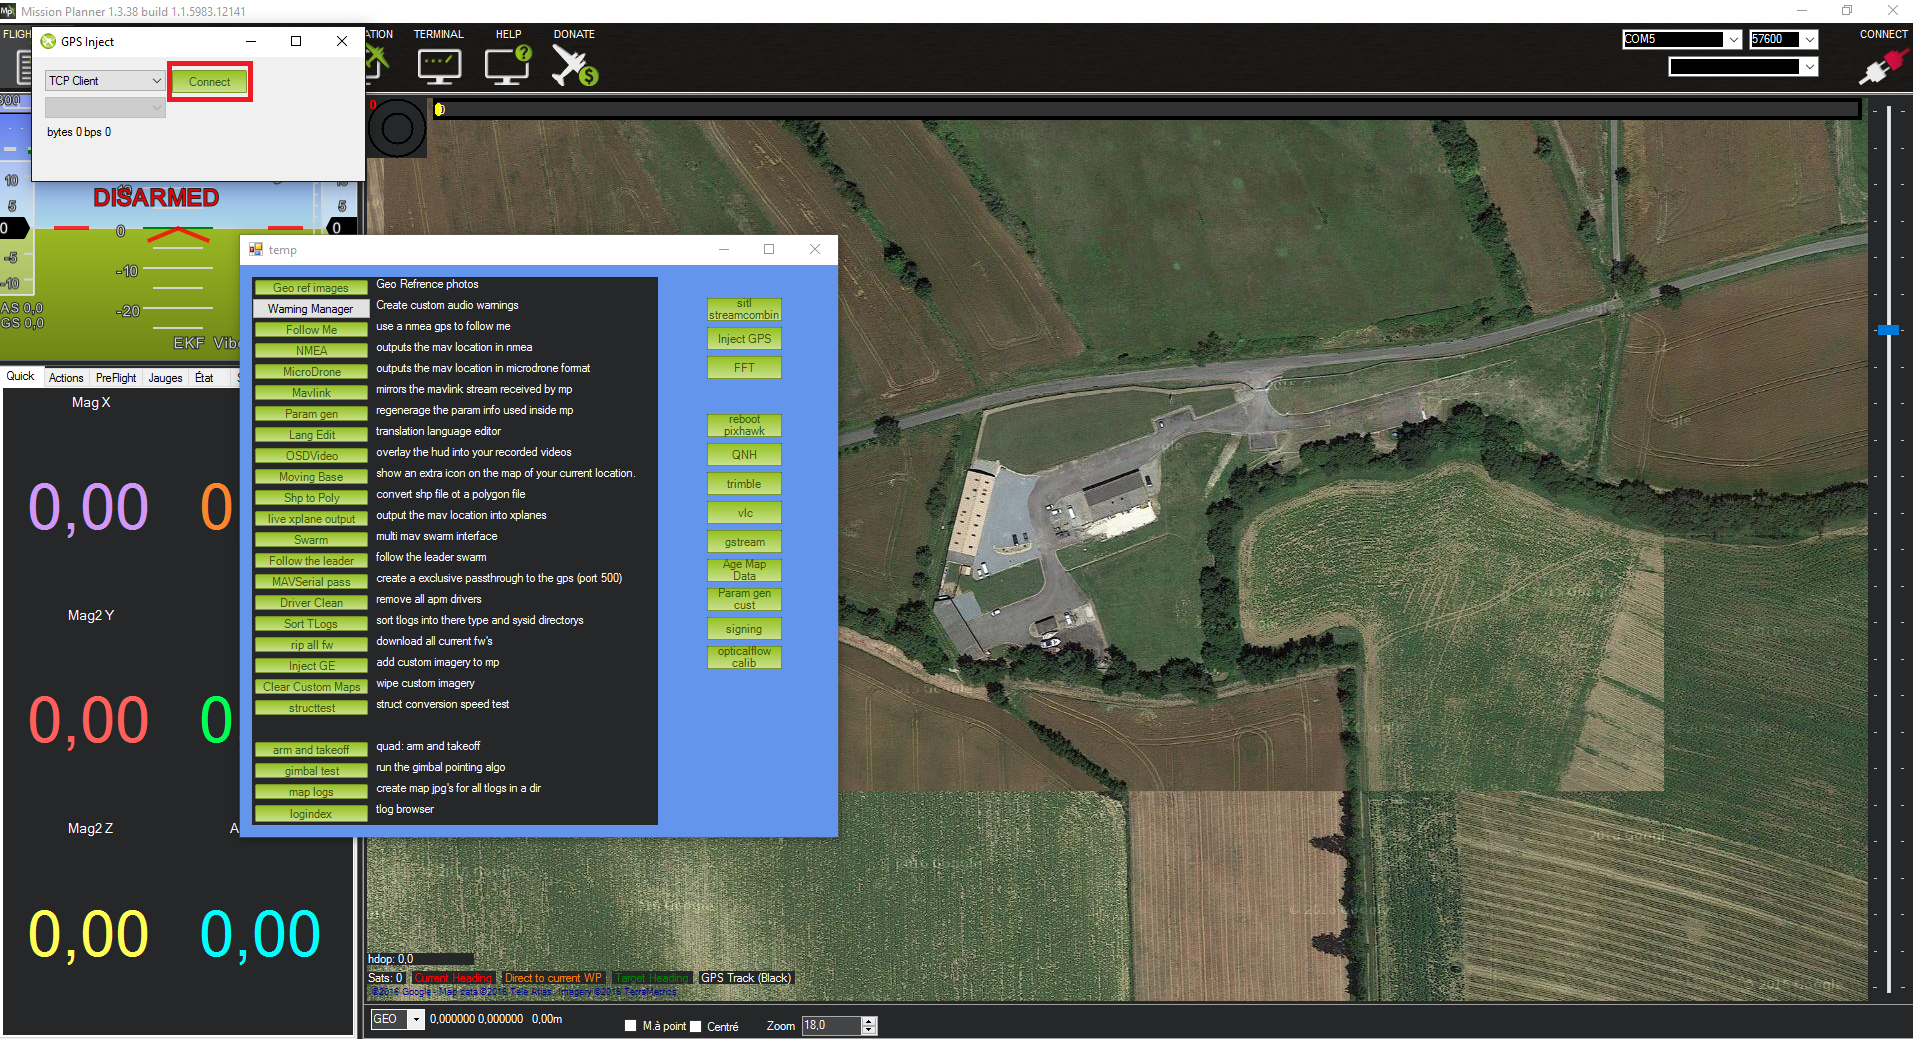 Mission Planner 1.3.38 build 1.1.5983.12141
FLIGH
ATION
TERMINAL
HELP
DONATE
COM5
57600
CONNECT
GPS Inject
TCP Client
Connect
bytes 0 bps 0
0
0
DISARMED
10
5
0
-5
-10
AS 0,0
GS 0,0
0
-10
-20
10
5
0
EKF Vib
temp
Geo ref images Geo Refrence photos
Warning Manager Create custom audio warnings
Follow Me use a nmea gps to follow me
NMEA outputs the mav location in nmea
MicroDrone outputs the mav location in microdrone format
Mavlink mirrors the mavlink stream received by mp
Param gen regenerage the param info used inside mp
Lang Edit translation language editor
OSDVideo overlay the hud into your recorded videos
Moving Base show an extra icon on the map of your current location.
Shp to Poly convert shp file ot a polygon file
live xplane output output the mav location into xplanes
Swarm multi mav swarm interface
Follow the leader follow the leader swarm
MAVSerial pass create a exclusive passthrough to the gps (port 500)
Driver Clean remove all apm drivers
Sort TLogs sort tlogs into there type and sysid directorys
rip all fw download all current fw's
Inject GE add custom imagery to mp
Clear Custom Maps wipe custom imagery
structtest struct conversion speed test
arm and takeoff quad: arm and takeoff
gimbal test run the gimbal pointing algo
map logs create map jpg's for all tlogs in a dir
logindex tlog browser
sitl
streamcombin
Inject GPS
FFT
reboot
pixhawk
QNH
trimble
vlc
gstream
Age Map
Data
Param gen
cust
signing
opticalflow
calib
Quick Actions PreFlight Jauges État S
Mag X
0,00 0
Mag2 Y
0,00 0
Mag2 Z A
0,00 0,00
hdop: 0,0
Sats: 0 Current Heading Direct to current WP Target Heading GPS Track (Black)
©2016 Google - Map data ©2016 Tele Atlas, Imagery ©2016 TerraMetrics
GEO 0,000000 0,000000 0,00m
M.à point Centré Zoom 18,0